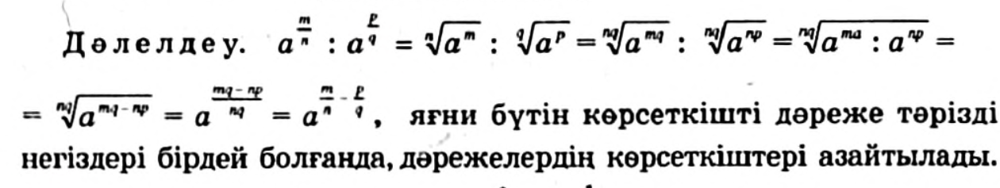 Дәлелдеу. $a^{\frac{m}{n}} : a^{\frac{p}{q}} = \sqrt[n]{a^m} : \sqrt[q]{a^p} = \sqrt[nq]{a^{mq}} : \sqrt[nq]{a^{np}} = \sqrt[nq]{a^{ma} : a^{np}} =$
$= \sqrt[nq]{a^{mq-np}} = a^{\frac{mq-np}{nq}} = a^{\frac{m}{n} - \frac{p}{q}}$, яғни бүтін көрсеткішті дәреже тәрізді
негіздері бірдей болғанда, дәрежелердің көрсеткіштері азайтылады.